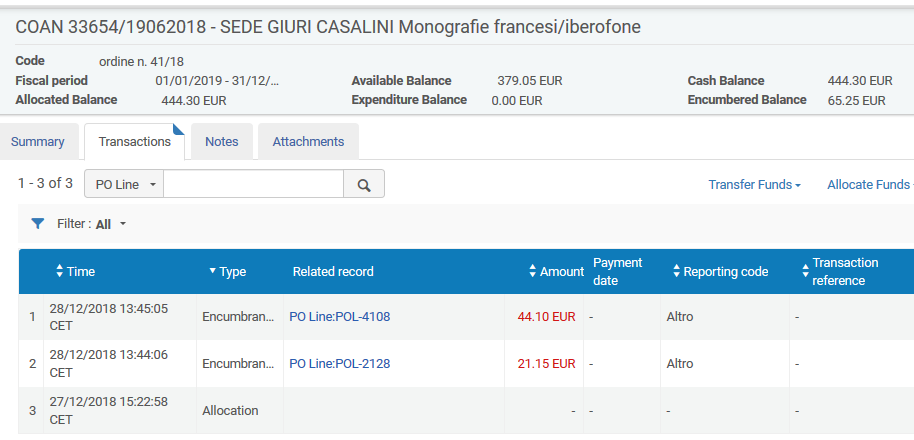 COAN 33654/19062018 - SEDE GIURI CASALINI Monografie francesi/iberofone
Code ordine n. 41/18
Fiscal period 01/01/2019 - 31/12/... Available Balance 379.05 EUR Cash Balance 444.30 EUR
Allocated Balance 444.30 EUR Expenditure Balance 0.00 EUR Encumbered Balance 65.25 EUR
Summary Transactions Notes Attachments
1 - 3 of 3 PO Line Transfer Funds Allocate Funds
Filter : All
Time Type Related record Amount Payment date Reporting code Transaction reference
1 28/12/2018 13:45:05 CET Encumbran... PO Line:POL-4108 44.10 EUR - Altro -
2 28/12/2018 13:44:06 CET Encumbran... PO Line:POL-2128 21.15 EUR - Altro -
3 27/12/2018 15:22:58 CET Allocation - - - -